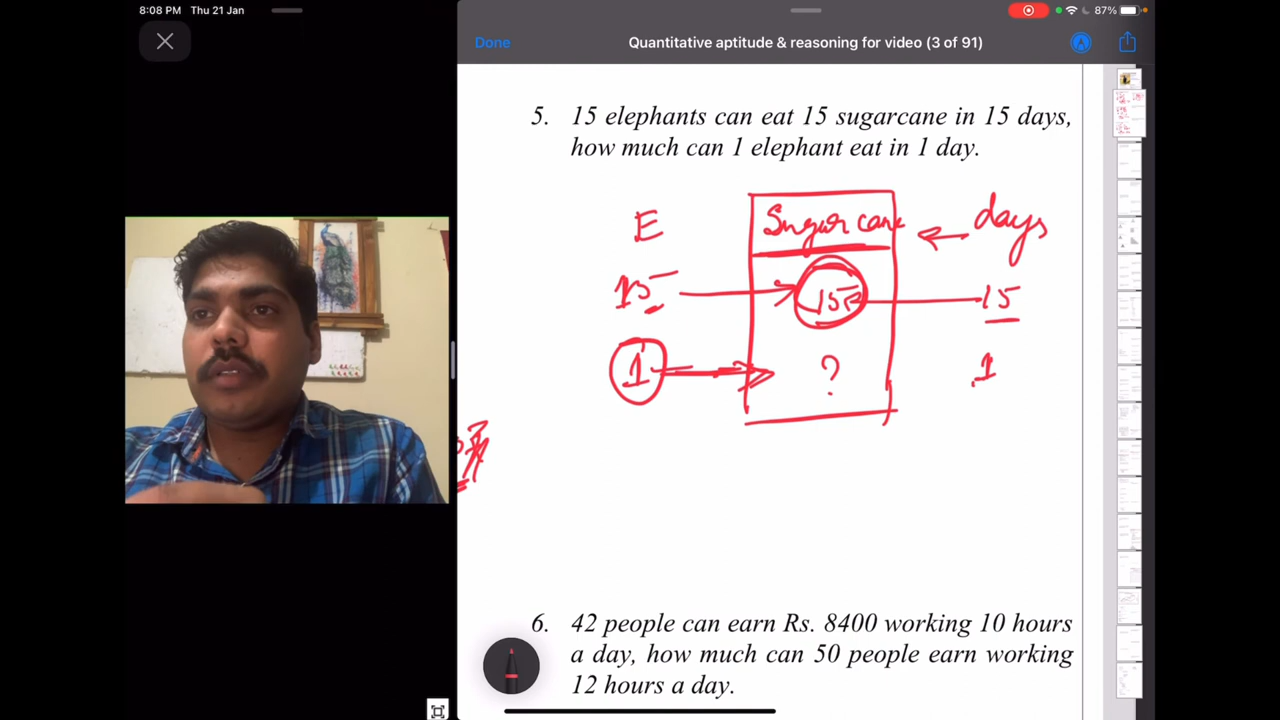 8:08 PM Thu 21 Jan
87%
Done
Quantitative aptitude & reasoning for video (3 of 91)
5. 15 elephants can eat 15 sugarcane in 15 days,
how much can 1 elephant eat in 1 day.
E Sugar cane days
15 15 15
1 ? 1
6. 42 people can earn Rs. 8400 working 10 hours
a day, how much can 50 people earn working
12 hours a day.